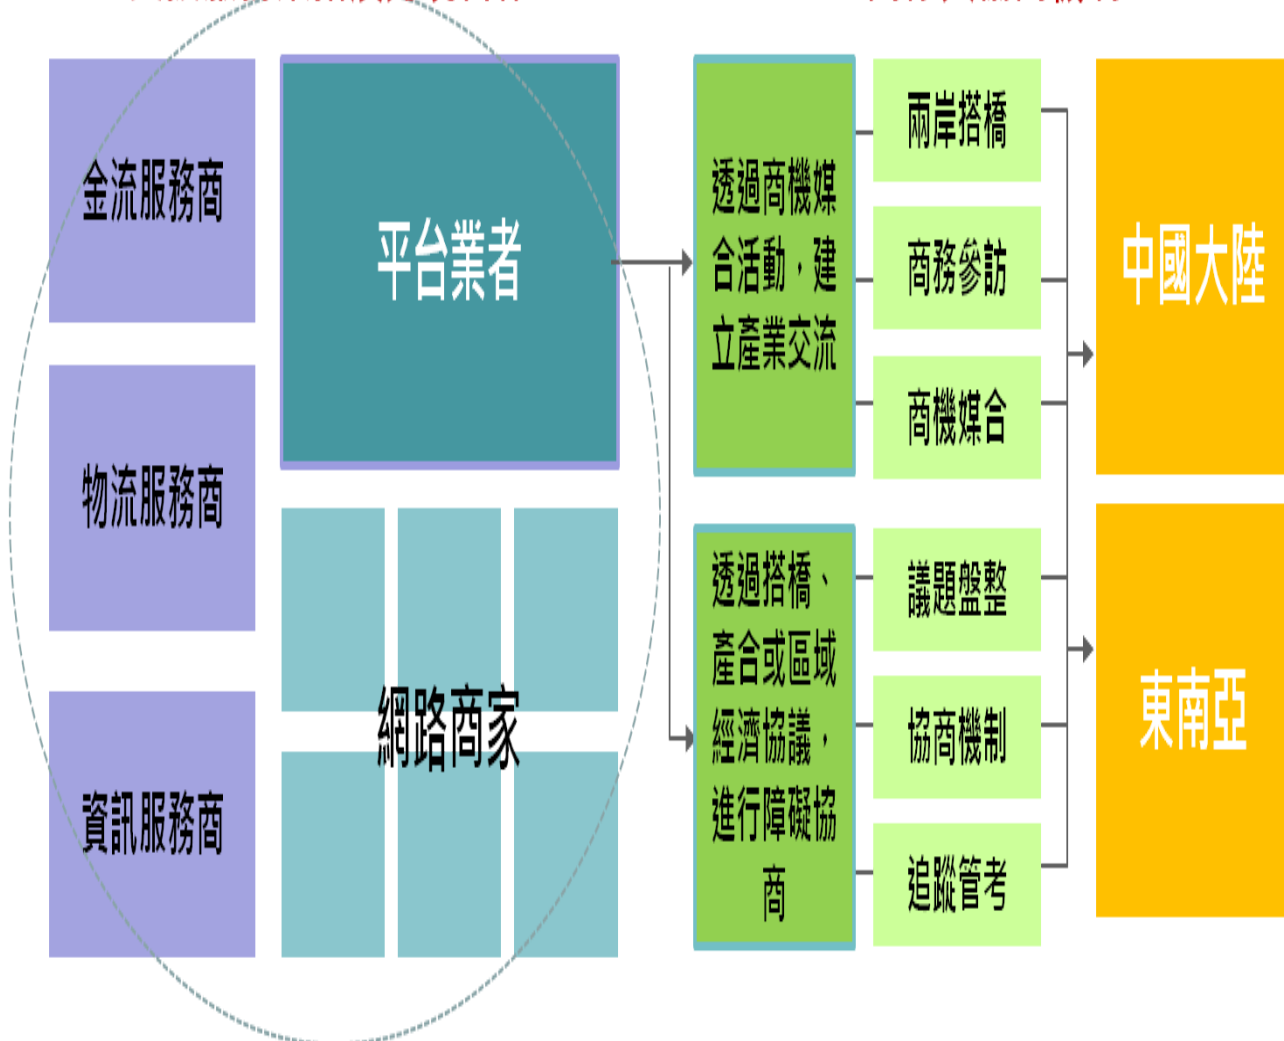 金流服務商
物流服務商
資訊服務商
平台業者
網路商家
透過商機媒
合活動，建
立產業交流
兩岸搭橋
商務參訪
商機媒合
透過搭橋、
產合或區域
經濟協議，
進行障礙協
商
議題盤整
協商機制
追蹤管考
中國大陸
東南亞